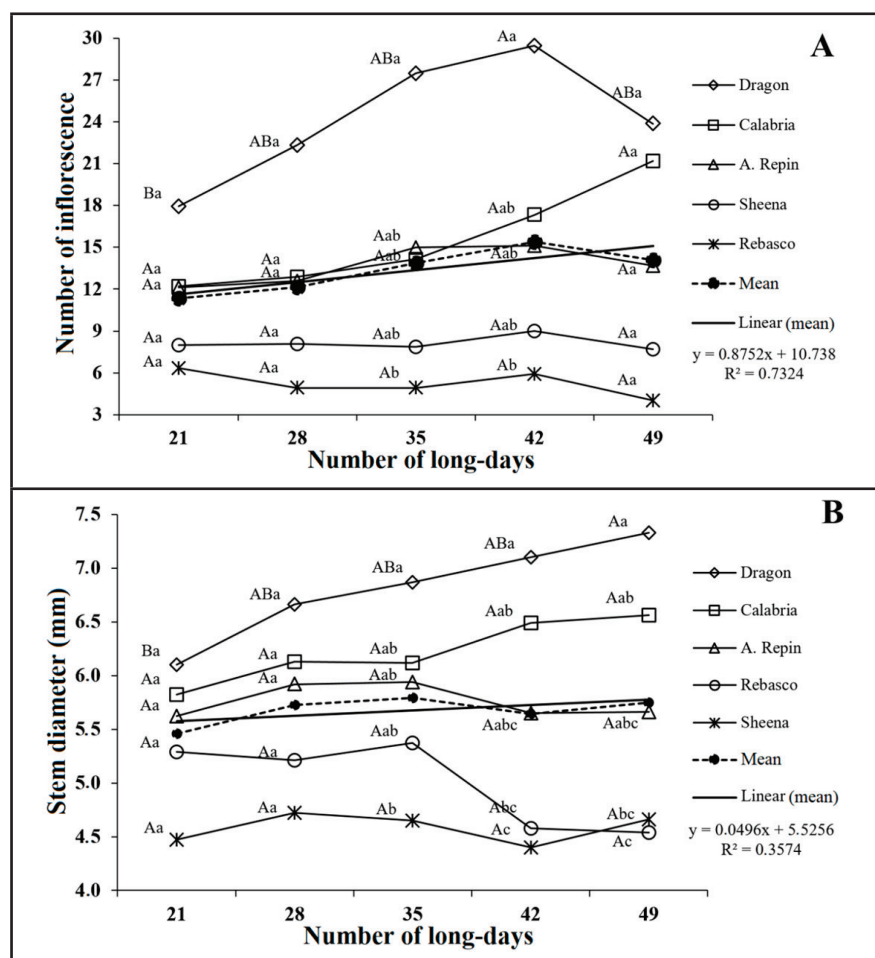 A
Number of inflorescence
30
27
24
21
18
15
12
9
6
3
Ba
ABa
ABa
Aa
ABa
Aa
Aa
Aab
Aab
Aa
Aa
Aa
Aab
Aab
Aa
Aa
Aa
Aab
Aab
Aa
Aa
Aa
Ab
Ab
Aa
21 28 35 42 49
Number of long-days
Dragon
Calabria
A. Repin
Sheena
Rebasco
Mean
Linear (mean)
y = 0.8752x + 10.738
R² = 0.7324
B
Stem diameter (mm)
7.5
7.0
6.5
6.0
5.5
5.0
4.5
4.0
Ba
ABa
ABa
ABa
Aa
Aa
Aa
Aab
Aab
Aab
Aa
Aa
Aab
Aabc
Aabc
Aa
Aa
Aab
Abc
Abc
Aa
Aa
Ab
Ac
Ac
21 28 35 42 49
Number of long-days
Dragon
Calabria
A. Repin
Rebasco
Sheena
Mean
Linear (mean)
y = 0.0496x + 5.5256
R² = 0.3574